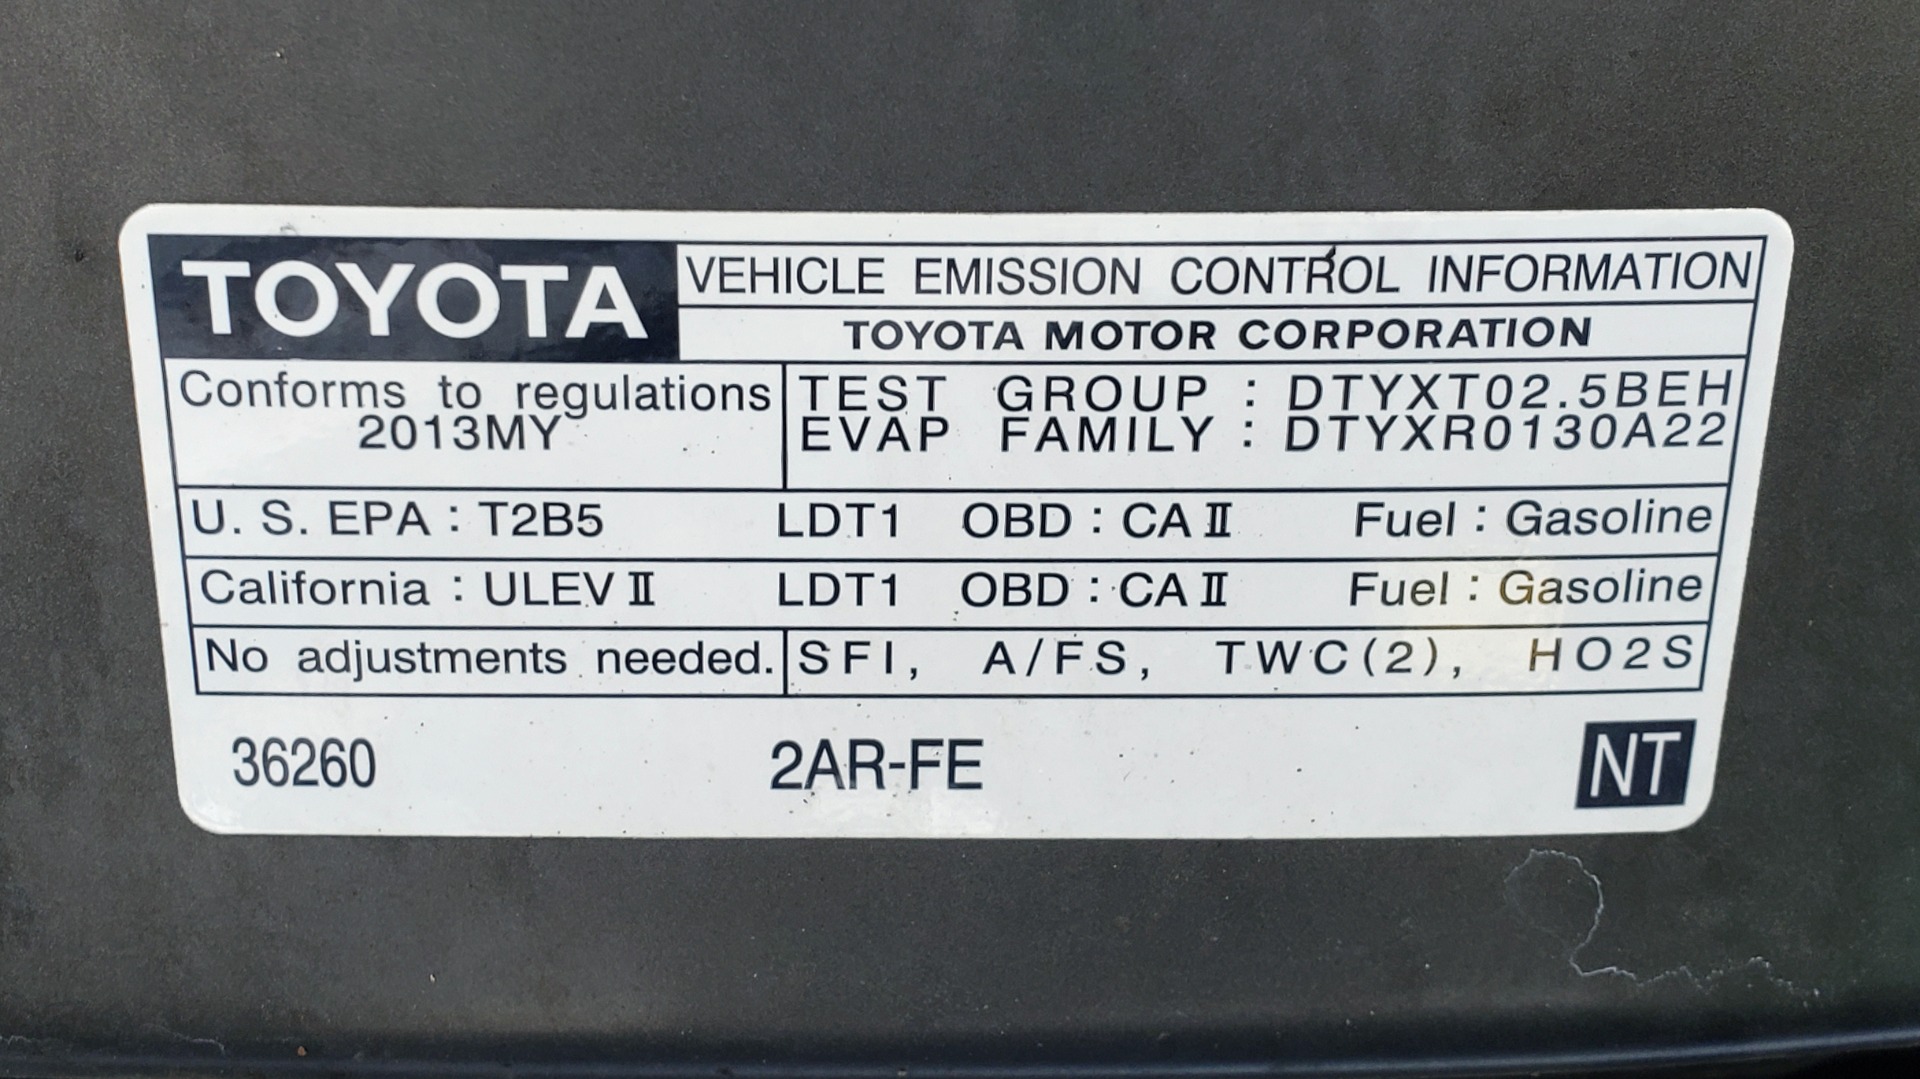 TOYOTA
VEHICLE EMISSION CONTROL INFORMATION
TOYOTA MOTOR CORPORATION
Conforms to regulations
2013MY
TEST GROUP : DTYXT02.5BEH
EVAP FAMILY : DTYXR0130A22
U. S. EPA : T2B5 LDT1 OBD : CA II Fuel : Gasoline
California : ULEV II LDT1 OBD : CA II Fuel : Gasoline
No adjustments needed.
SFI, A/FS, TWC(2), HO2S
36260 2AR-FE NT